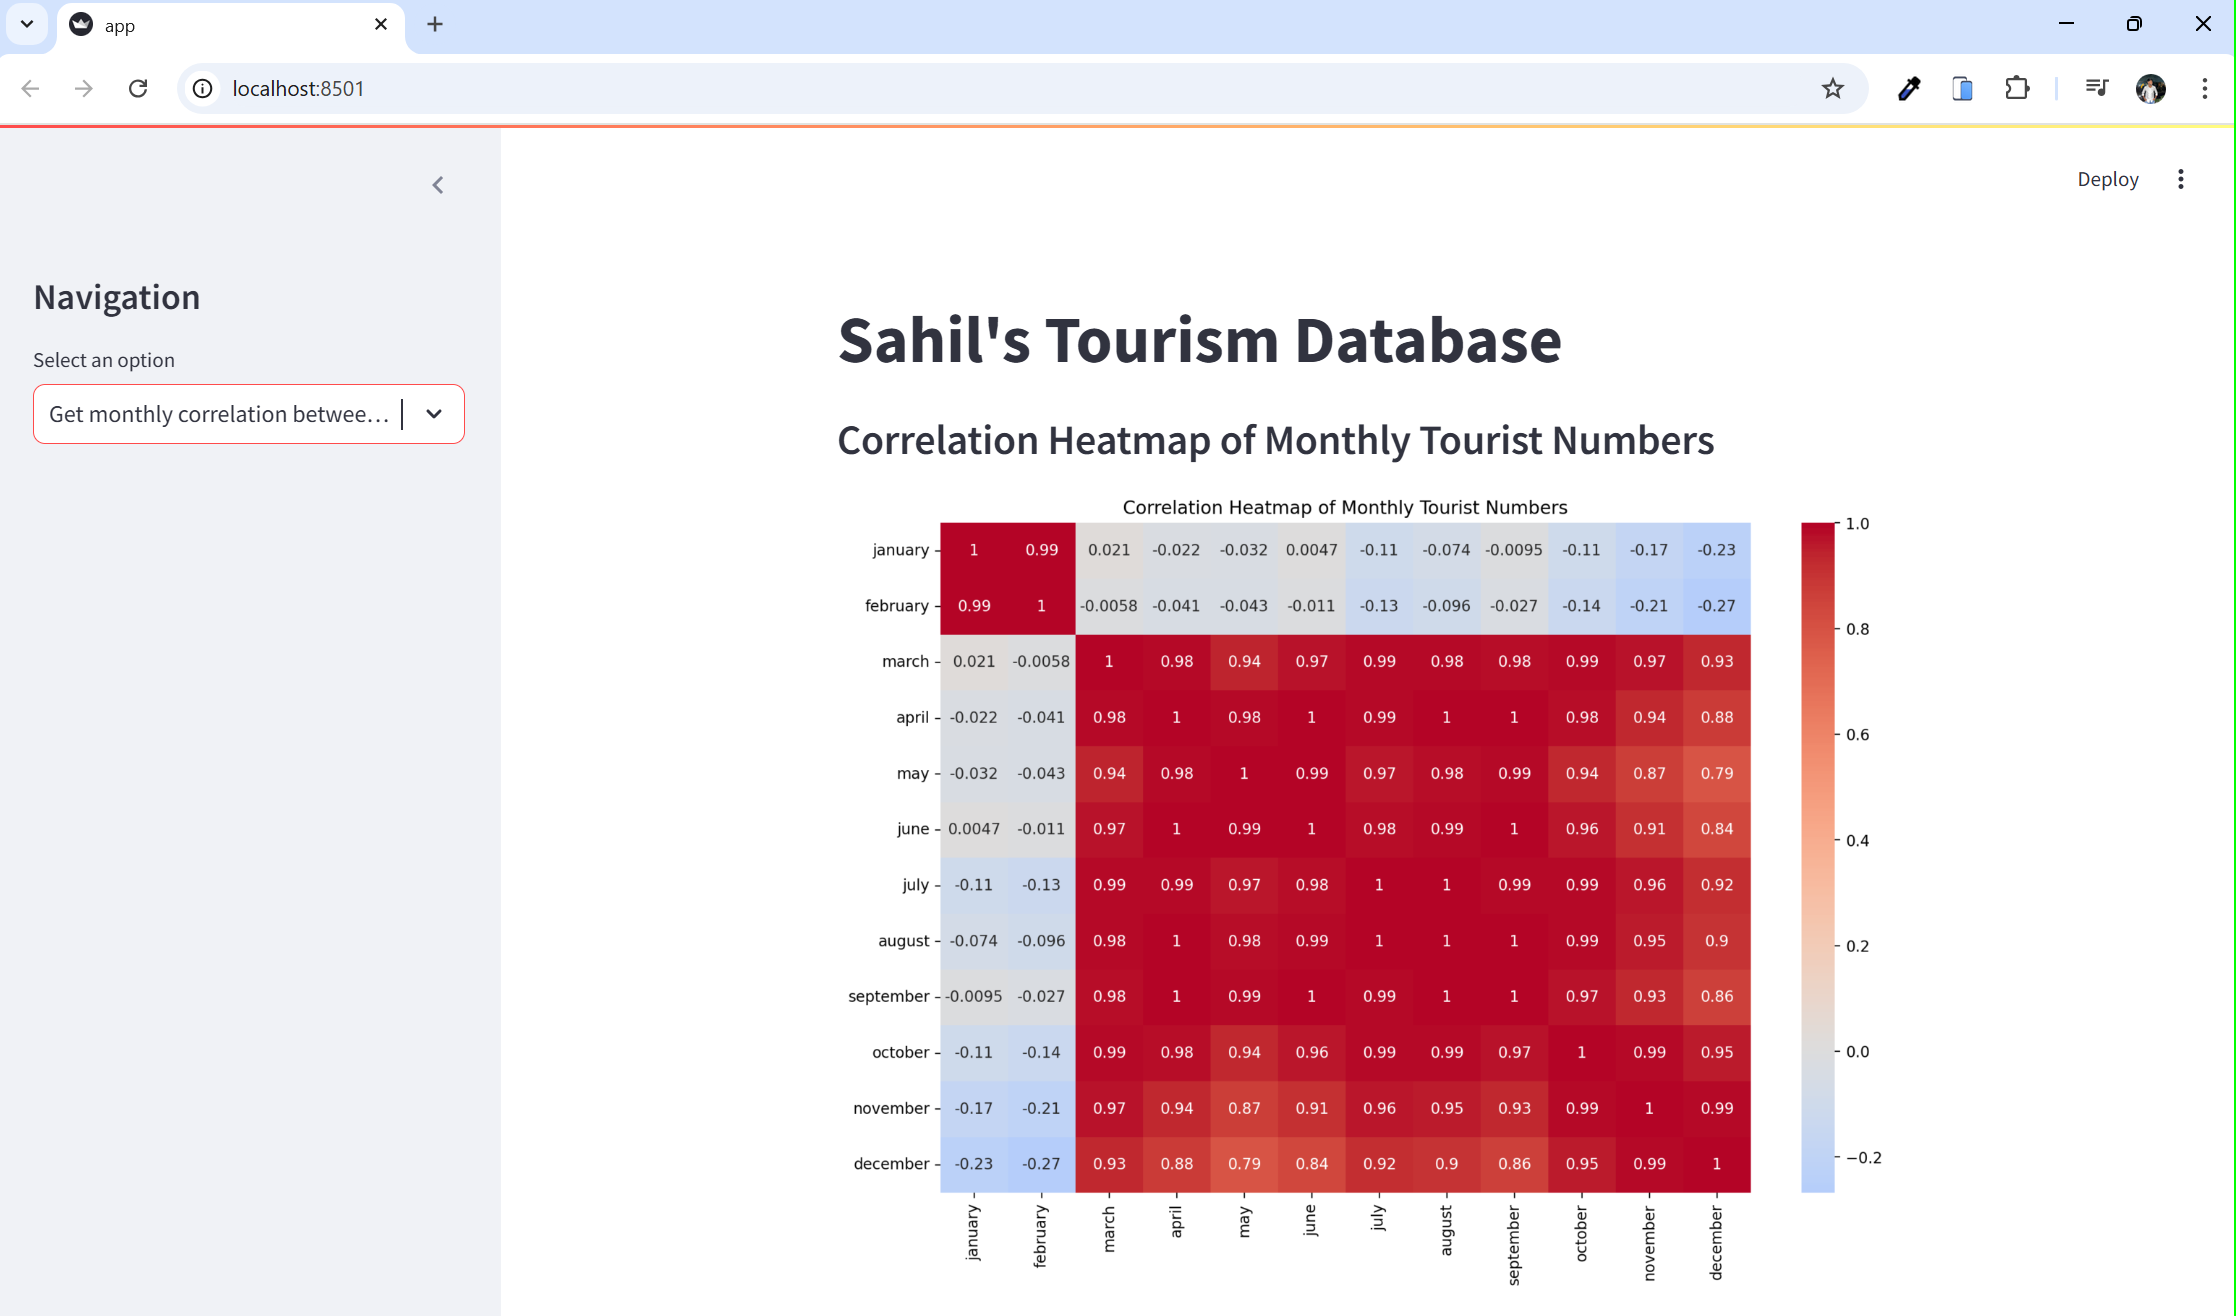 app
localhost:8501
Deploy
Navigation
Select an option
Get monthly correlation betwee...
Sahil's Tourism Database
Correlation Heatmap of Monthly Tourist Numbers
Correlation Heatmap of Monthly Tourist Numbers
january 1 0.99 0.021 -0.022 -0.032 0.0047 -0.11 -0.074 -0.0095 -0.11 -0.17 -0.23
february 0.99 1 -0.0058 -0.041 -0.043 -0.011 -0.13 -0.096 -0.027 -0.14 -0.21 -0.27
march 0.021 -0.0058 1 0.98 0.94 0.97 0.99 0.98 0.98 0.99 0.97 0.93
april -0.022 -0.041 0.98 1 0.98 1 0.99 1 1 0.98 0.94 0.88
may -0.032 -0.043 0.94 0.98 1 0.99 0.97 0.98 0.99 0.94 0.87 0.79
june 0.0047 -0.011 0.97 1 0.99 1 0.98 0.99 1 0.96 0.91 0.84
july -0.11 -0.13 0.99 0.99 0.97 0.98 1 1 0.99 0.99 0.96 0.92
august -0.074 -0.096 0.98 1 0.98 0.99 1 1 1 0.99 0.95 0.9
september -0.0095 -0.027 0.98 1 0.99 1 0.99 1 1 0.97 0.93 0.86
october -0.11 -0.14 0.99 0.98 0.94 0.96 0.99 0.99 0.97 1 0.99 0.95
november -0.17 -0.21 0.97 0.94 0.87 0.91 0.96 0.95 0.93 0.99 1 0.99
december -0.23 -0.27 0.93 0.88 0.79 0.84 0.92 0.9 0.86 0.95 0.99 1
january february march april may june july august september october november december
1.0
0.8
0.6
0.4
0.2
0.0
−0.2